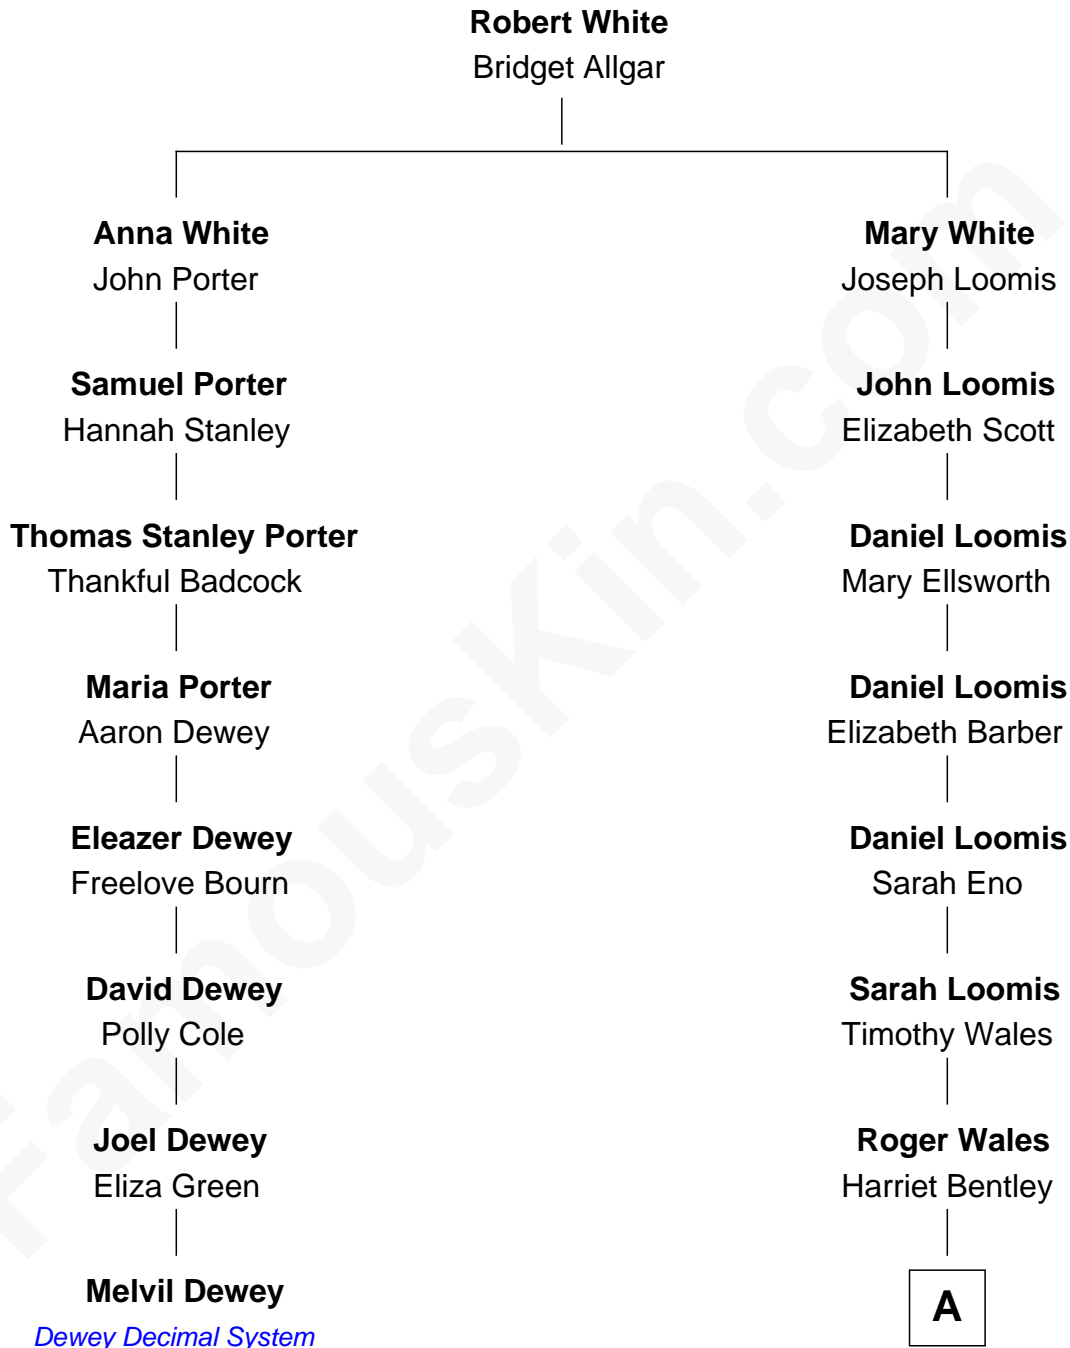 Robert White
Bridget Allgar
Anna White
John Porter
Mary White
Joseph Loomis
Samuel Porter
Hannah Stanley
John Loomis
Elizabeth Scott
Thomas Stanley Porter
Thankful Badcock
Daniel Loomis
Mary Ellsworth
Maria Porter
Aaron Dewey
Daniel Loomis
Elizabeth Barber
Eleazer Dewey
Freelove Bourn
Daniel Loomis
Sarah Eno
David Dewey
Polly Cole
Sarah Loomis
Timothy Wales
Joel Dewey
Eliza Green
Roger Wales
Harriet Bentley
Melvil Dewey
Dewey Decimal System
A
FamousKin.com